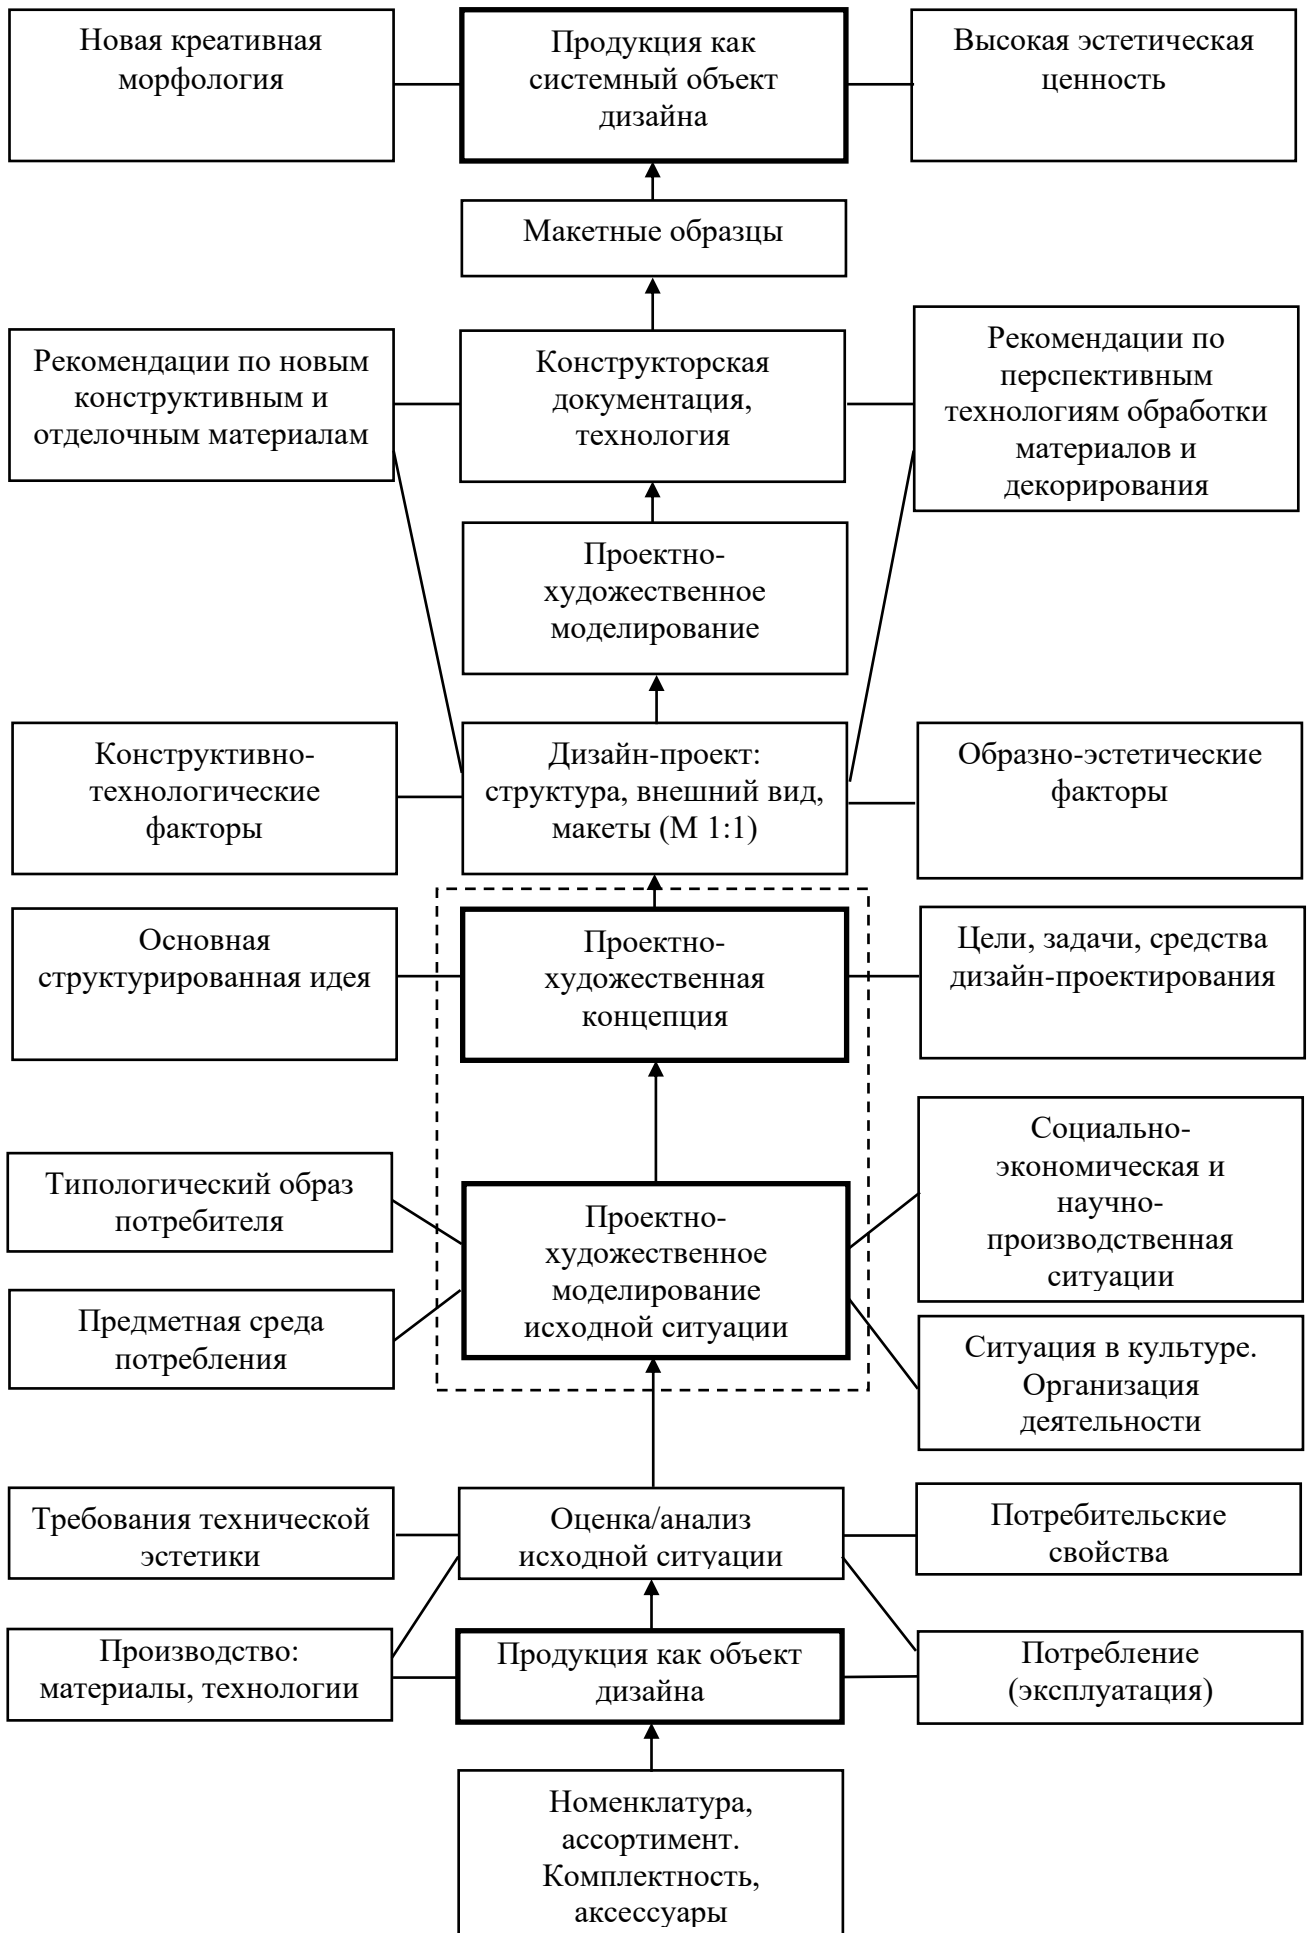 Новая креативная
морфология
Продукция как
системный объект
дизайна
Высокая эстетическая
ценность
Макетные образцы
Рекомендации по новым
конструктивным и
отделочным материалам
Конструкторская
документация,
технология
Рекомендации по
перспективным
технологиям обработки
материалов и
декорирования
Проектно-
художественное
моделирование
Конструктивно-
технологические
факторы
Дизайн-проект:
структура, внешний вид,
макеты (М 1:1)
Образно-эстетические
факторы
Основная
структурированная идея
Проектно-
художественная
концепция
Цели, задачи, средства
дизайн-проектирования
Типологический образ
потребителя
Предметная среда
потребления
Проектно-
художественное
моделирование
исходной ситуации
Социально-
экономическая и
научно-
производственная
ситуации
Ситуация в культуре.
Организация
деятельности
Требования технической
эстетики
Оценка/анализ
исходной ситуации
Потребительские
свойства
Производство:
материалы, технологии
Продукция как объект
дизайна
Потребление
(эксплуатация)
Номенклатура,
ассортимент.
Комплектность,
аксессуары